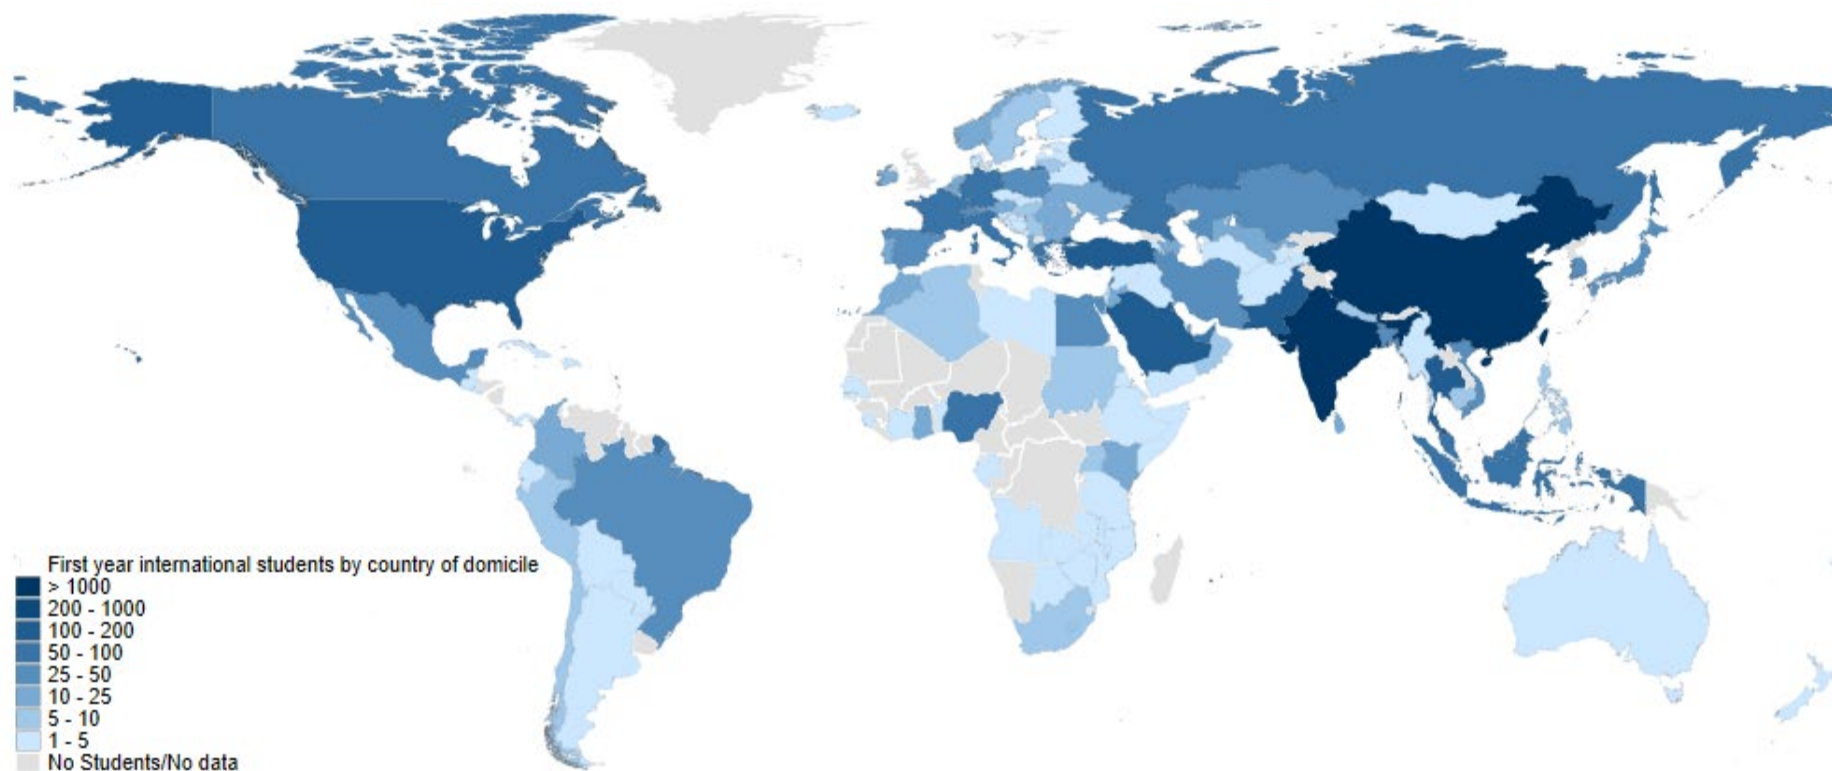 First year international students by country of domicile
> 1000
200 - 1000
100 - 200
50 - 100
25 - 50
10 - 25
5 - 10
1 - 5
No Students/No data